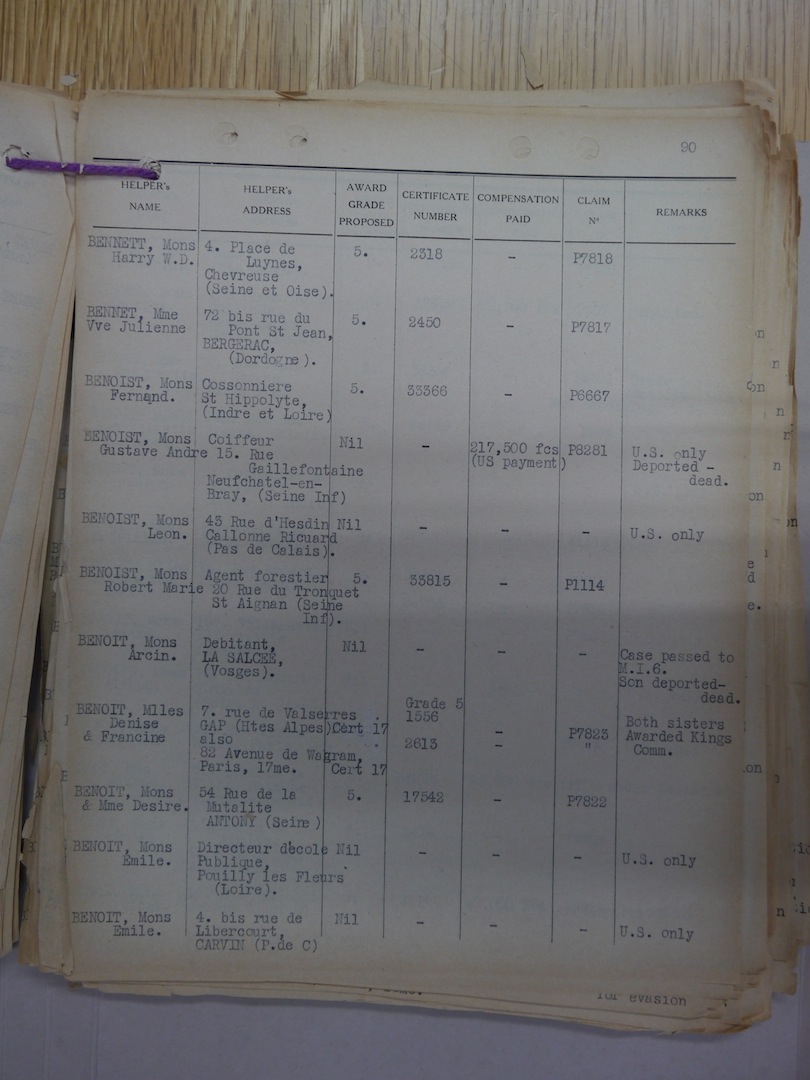 90
HELPER's NAME | HELPER's ADDRESS | AWARD GRADE PROPOSED | CERTIFICATE NUMBER | COMPENSATION PAID | CLAIM Nº | REMARKS
BENNETT, Mons 4. Place de 5. 2318 - P7818
Harry W.D. Luynes,
Chevreuse
(Seine et Oise).
BENNET, Mme 72 bis rue du 5. 2450 - P7817
Vve Julienne Pont St Jean,
BERGERAC,
(Dordogne).
BENOIST, Mons Cossonniere 5. 33366 - P6667
Fernand. St Hippolyte,
(Indre et Loire)
BENOIST, Mons Coiffeur Nil - 217,500 fcs P8281 U.S. only
Gustave Andre 15. Rue (US payment) Deported -
Gaillefontaine dead.
Neufchatel-en-
Bray, (Seine Inf)
BENOIST, Mons 43 Rue d'Hesdin Nil - - - U.S. only
Leon. Callonne Ricuard
(Pas de Calais).
BENOIST, Mons Agent forestier 5. 33815 - P1114
Robert Marie 20 Rue du Tronquet
St Aignan (Seine
Inf).
BENOIT, Mons Debitant, Nil - - - Case passed to
Arcin. LA SALCEE, M.I.6.
(Vosges). Son deported-
dead.
BENOIT, Mlles 7. rue de Valserres Grade 5 1556 - P7823 Both sisters
Denise GAP (Htes Alpes) Cert 17 Awarded Kings
& Francine also 2613 - " Comm.
82 Avenue de Wagram,
Paris, 17me. Cert 17
BENOIT, Mons 54 Rue de la 5. 17542 - P7822
& Mme Desire. Mutalite
ANTONY (Seine)
BENOIT, Mons Directeur décole Nil - - - U.S. only
Emile. Publique,
Pouilly les Fleurs
(Loire).
BENOIT, Mons 4. bis rue de Nil - - - U.S. only
Emile. Libercourt,
CARVIN (P.de C)
for evasion